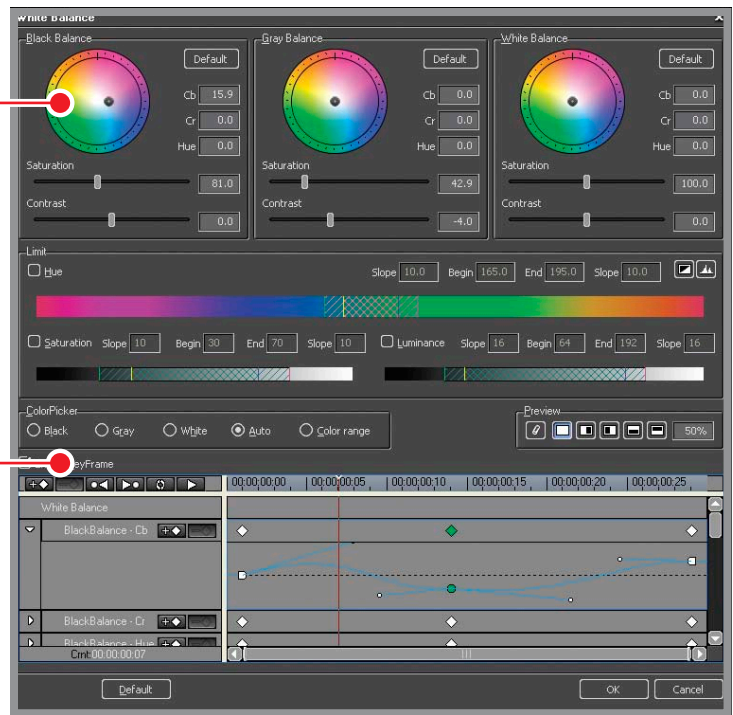 White Balance
Black Balance
Default
Cb 15.9
Cr 0.0
Hue 0.0
Saturation
81.0
Contrast
0.0
Gray Balance
Default
Cb 0.0
Cr 0.0
Hue 0.0
Saturation
42.9
Contrast
-4.0
White Balance
Default
Cb 0.0
Cr 0.0
Hue 0.0
Saturation
100.0
Contrast
0.0
Limit
Hue Slope 10.0 Begin 165.0 End 195.0 Slope 10.0
Saturation Slope 10 Begin 30 End 70 Slope 10
Luminance Slope 16 Begin 64 End 192 Slope 16
ColorPicker
Black Gray White Auto Color range
Preview
50%
eyFrame
00:00:00:00 00:00:00:05 00:00:00:10 00:00:00:15 00:00:00:20 00:00:00:25
White Balance
BlackBalance - Cb
BlackBalance - Cr
BlackBalance - Hue
Crnt:00:00:00:07
Default OK Cancel